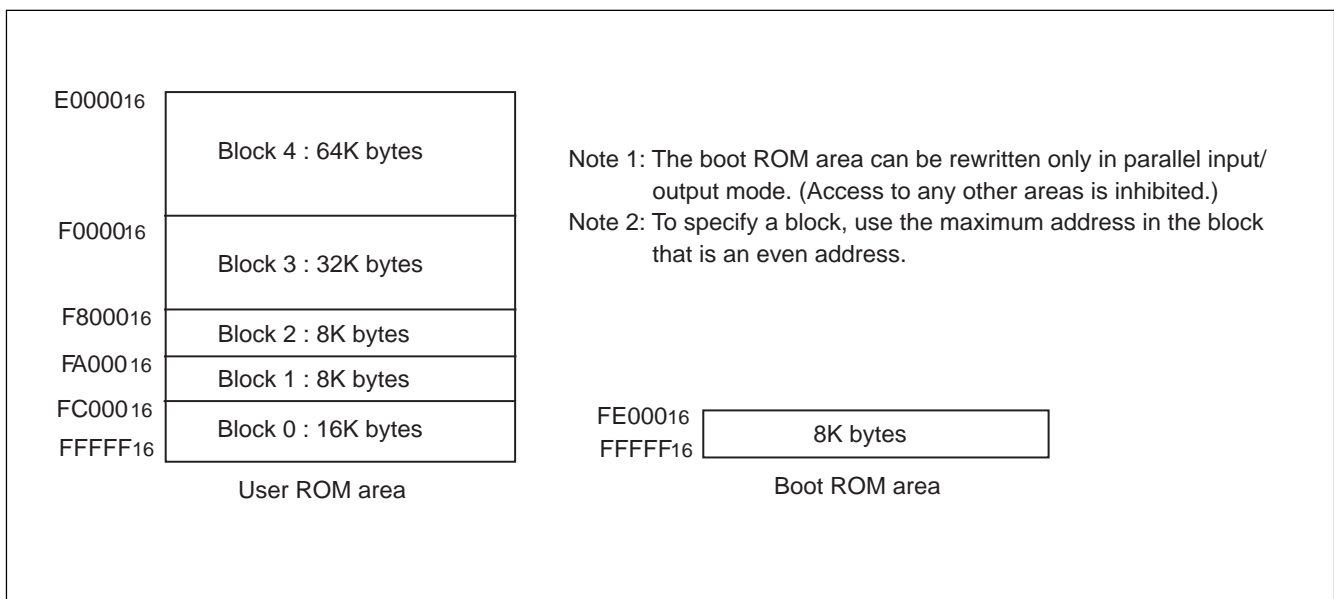 E000016
Block 4 : 64K bytes
F000016
Block 3 : 32K bytes
F800016
Block 2 : 8K bytes
FA00016
Block 1 : 8K bytes
FC00016
Block 0 : 16K bytes
FFFFF16
User ROM area
Note 1: The boot ROM area can be rewritten only in parallel input/
output mode. (Access to any other areas is inhibited.)
Note 2: To specify a block, use the maximum address in the block
that is an even address.
FE00016
8K bytes
FFFFF16
Boot ROM area